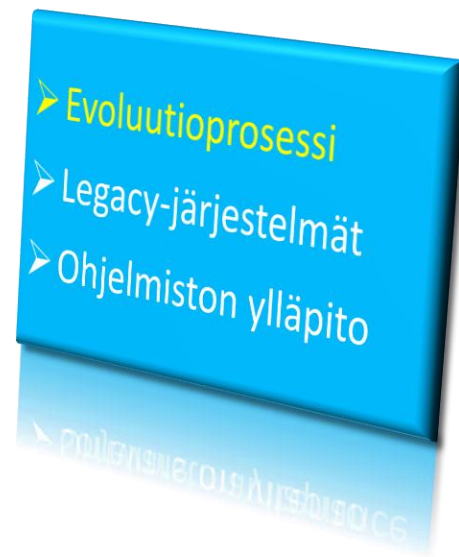 ➢ Evoluutioprosessi
➢ Legacy-järjestelmät
➢ Ohjelmiston ylläpito